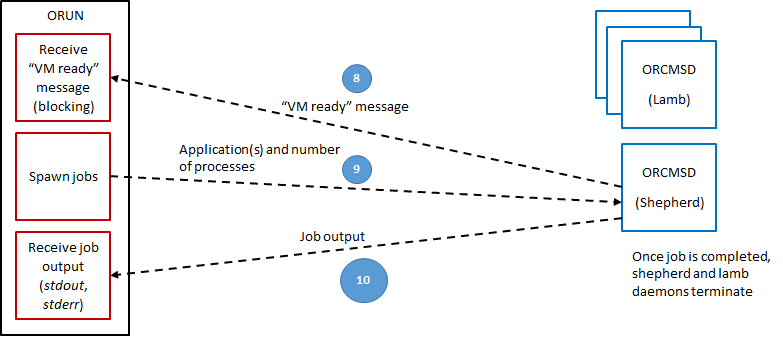 ORUN
Receive
“VM ready”
message
(blocking)
8
“VM ready” message
ORCMSD
(Lamb)
Spawn jobs
Application(s) and number
of processes
9
ORCMSD
(Shepherd)
Receive job
output
(stdout,
stderr)
Job output
10
Once job is completed,
shepherd and lamb
daemons terminate